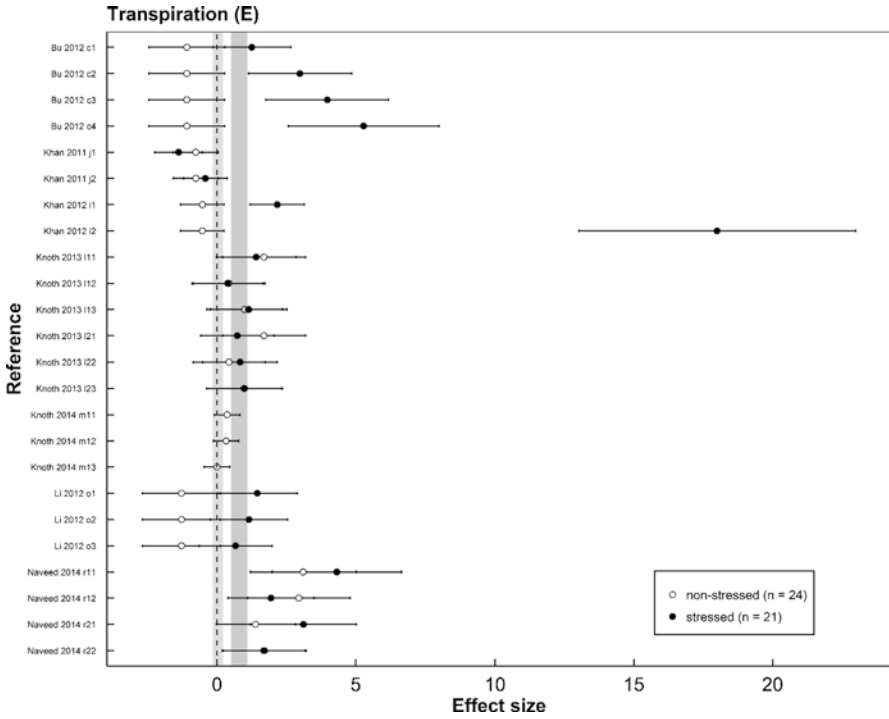 Transpiration (E)
Reference
Bu 2012 c1
Bu 2012 c2
Bu 2012 c3
Bu 2012 c4
Khan 2011 j1
Khan 2011 j2
Khan 2012 i1
Khan 2012 i2
Knoth 2013 l11
Knoth 2013 l12
Knoth 2013 l13
Knoth 2013 l21
Knoth 2013 l22
Knoth 2013 l23
Knoth 2014 m11
Knoth 2014 m12
Knoth 2014 m13
Li 2012 o1
Li 2012 o2
Li 2012 o3
Naveed 2014 r11
Naveed 2014 r12
Naveed 2014 r21
Naveed 2014 r22
non-stressed (n = 24)
stressed (n = 21)
0 5 10 15 20
Effect size